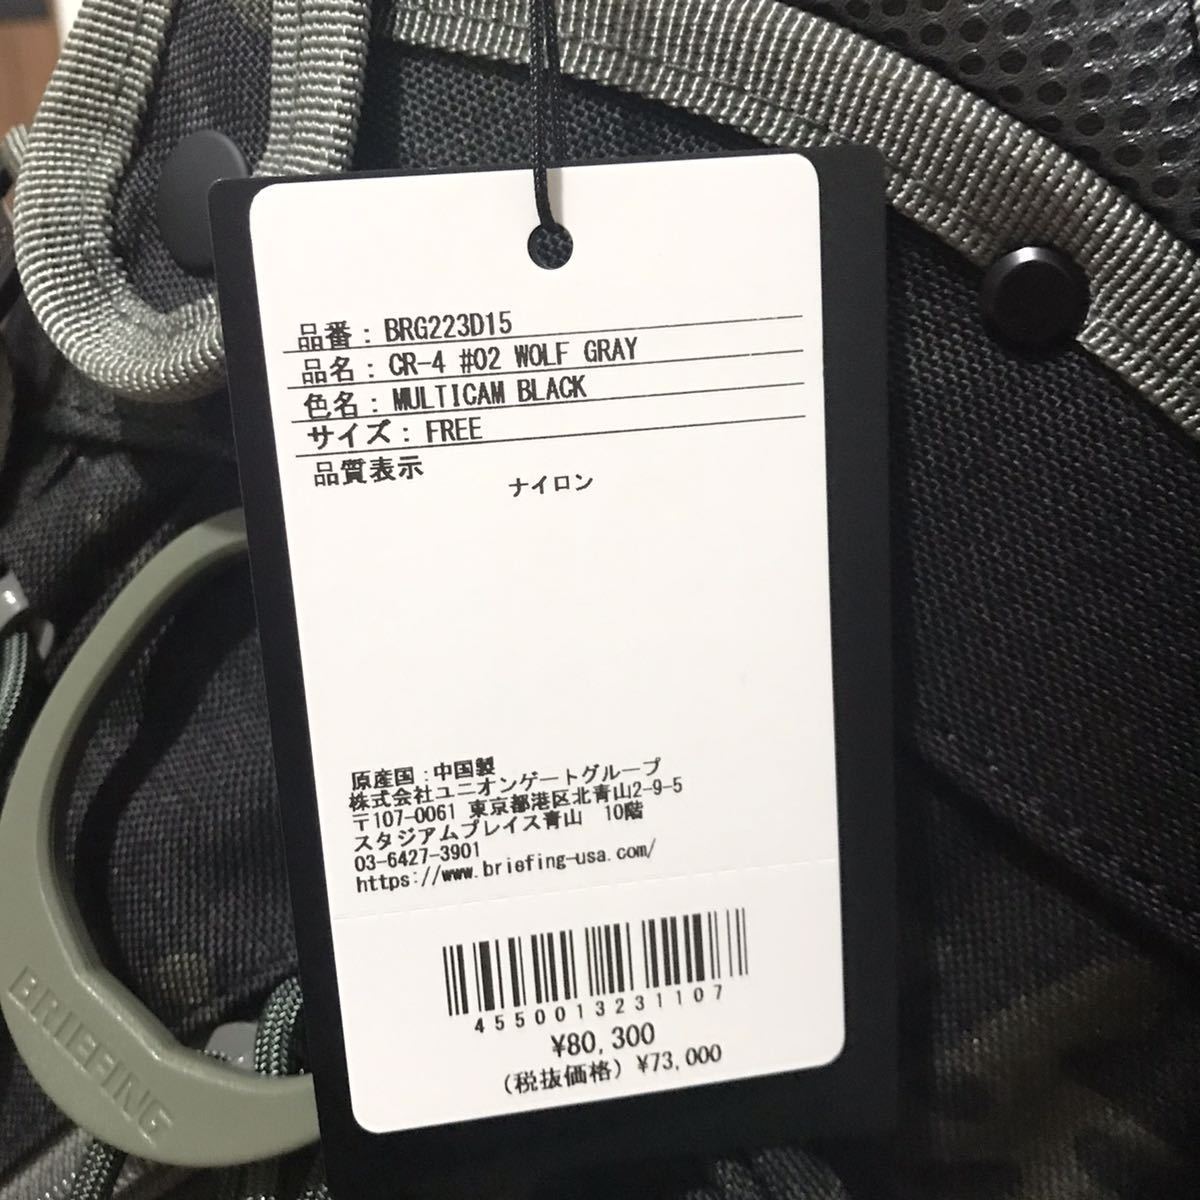 品番 : BRG223D15
品名 : CR-4 #02 WOLF GRAY
色名 : MULTICAM BLACK
サイズ : FREE
品質表示
ナイロン
原産国 : 中国製
株式会社ユニオンゲートグループ
〒107-0061 東京都港区北青山2-9-5
スタジアムプレイス青山 10階
03-6427-3901
https://www.briefing-usa.com/
4550013231107
¥80,300
(税抜価格) ¥73,000
BRIEFING